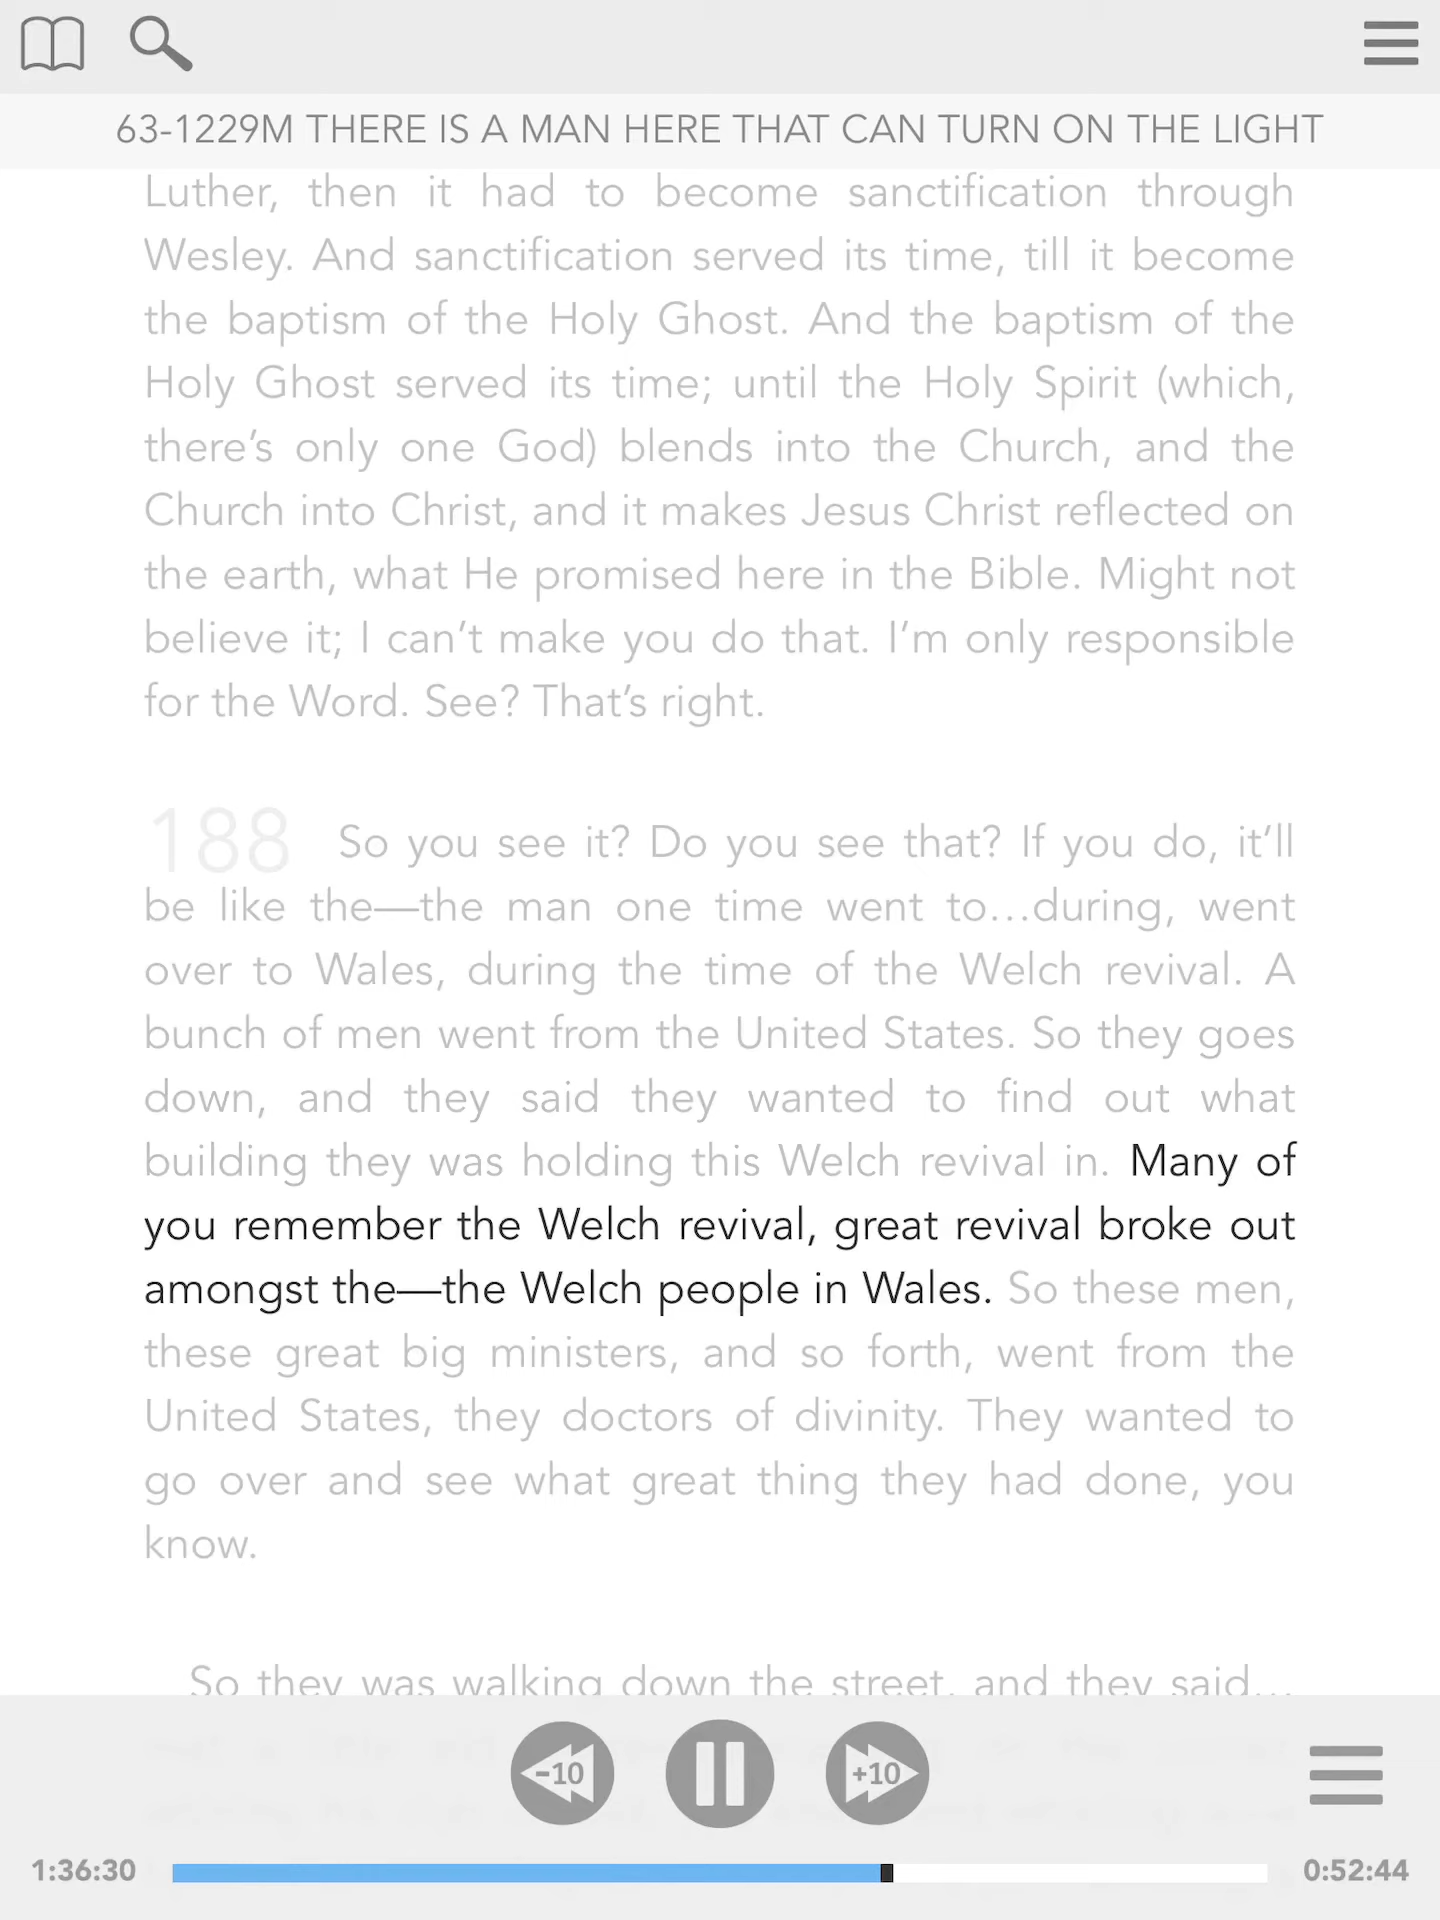 63-1229M THERE IS A MAN HERE THAT CAN TURN ON THE LIGHT
Luther, then it had to become sanctification through
Wesley. And sanctification served its time, till it become
the baptism of the Holy Ghost. And the baptism of the
Holy Ghost served its time; until the Holy Spirit (which,
there’s only one God) blends into the Church, and the
Church into Christ, and it makes Jesus Christ reflected on
the earth, what He promised here in the Bible. Might not
believe it; I can’t make you do that. I’m only responsible
for the Word. See? That’s right.
188 So you see it? Do you see that? If you do, it’ll
be like the—the man one time went to…during, went
over to Wales, during the time of the Welch revival. A
bunch of men went from the United States. So they goes
down, and they said they wanted to find out what
building they was holding this Welch revival in. Many of
you remember the Welch revival, great revival broke out
amongst the—the Welch people in Wales. So these men,
these great big ministers, and so forth, went from the
United States, they doctors of divinity. They wanted to
go over and see what great thing they had done, you
know.
So they was walking down the street, and they said…
-10 +10
1:36:30 0:52:44